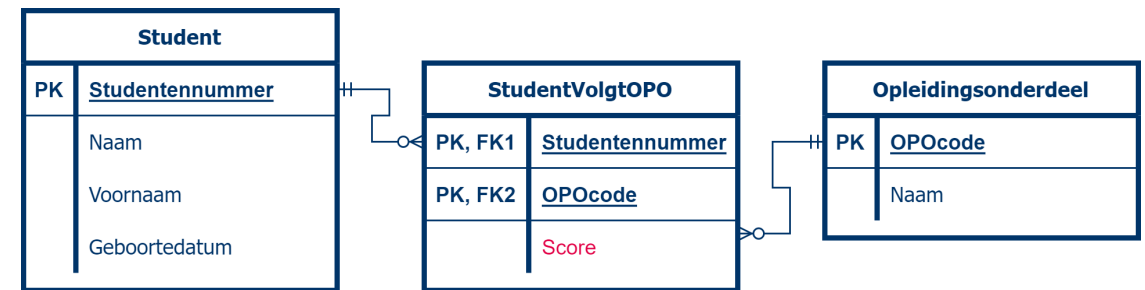 Student
PK Studentennummer
Naam
Voornaam
Geboortedatum
StudentVolgtOPO
PK, FK1 Studentennummer
PK, FK2 OPOcode
Score
Opleidingsonderdeel
PK OPOcode
Naam